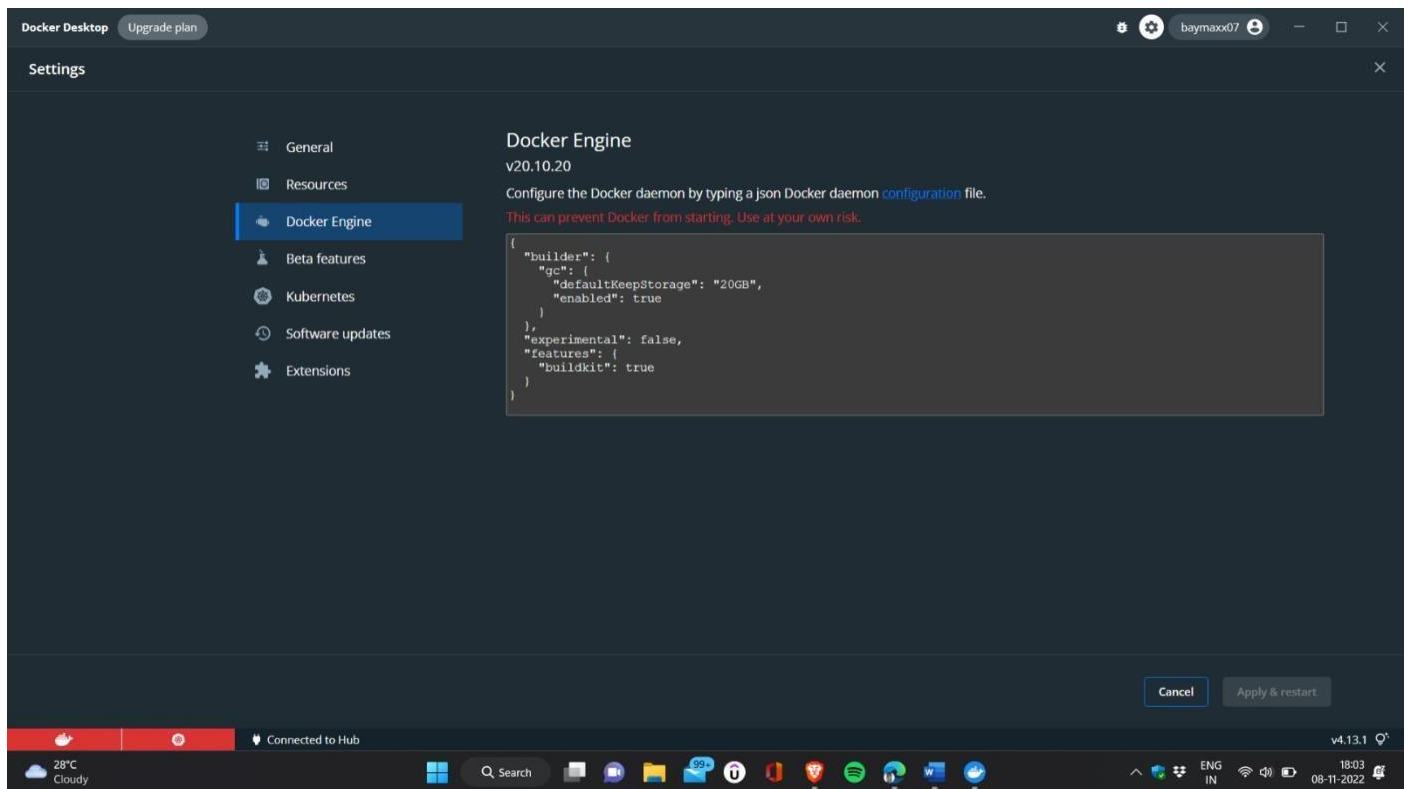 Docker Desktop Upgrade plan baymaxx07
Settings
General
Resources
Docker Engine
Beta features
Kubernetes
Software updates
Extensions
Docker Engine
v20.10.20
Configure the Docker daemon by typing a json Docker daemon configuration file.
This can prevent Docker from starting. Use at your own risk.
{
  "builder": {
    "gc": {
      "defaultKeepStorage": "20GB",
      "enabled": true
    }
  },
  "experimental": false,
  "features": {
    "buildkit": true
  }
}
Cancel Apply & restart
Connected to Hub v4.13.1
28°C
Cloudy
Search
99+
ENG
IN
18:03
08-11-2022